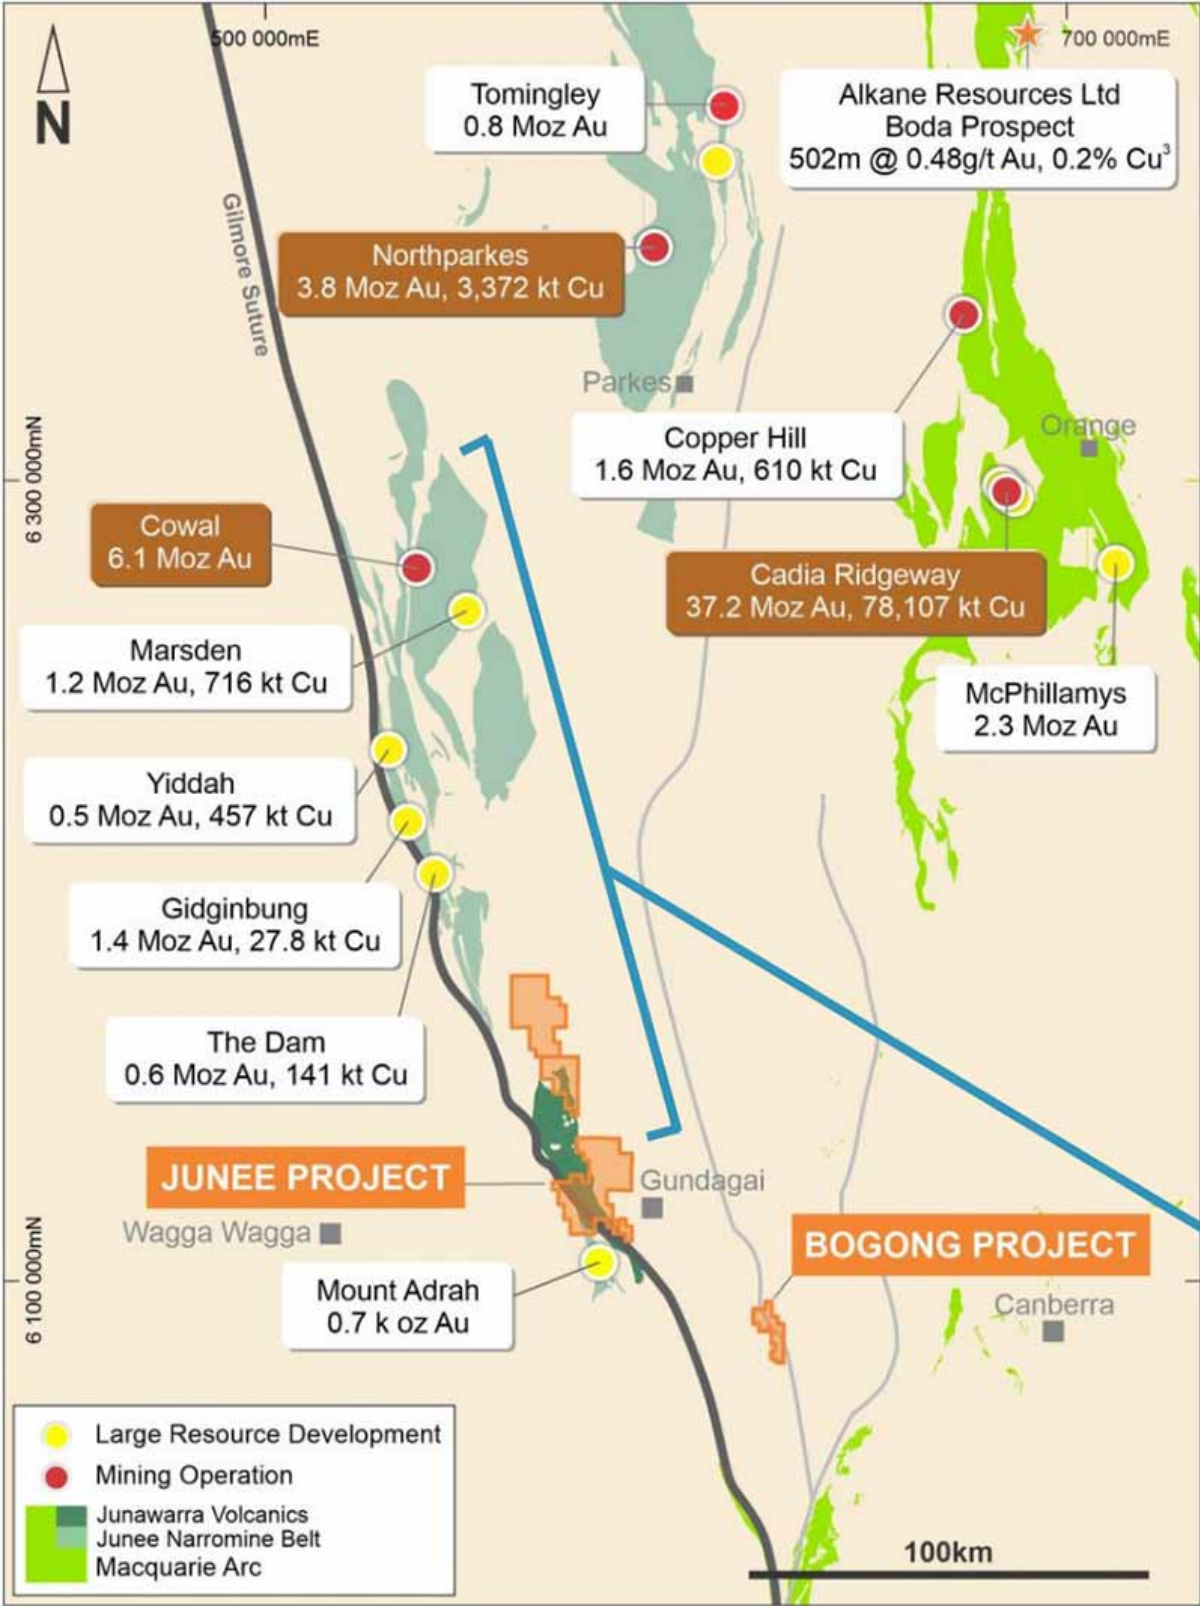 500 000mE
700 000mE
N
Tomingley
0.8 Moz Au
Alkane Resources Ltd
Boda Prospect
502m @ 0.48g/t Au, 0.2% Cu³
Gilmore Suture
Northparkes
3.8 Moz Au, 3,372 kt Cu
Parkes
Copper Hill
1.6 Moz Au, 610 kt Cu
Orange
6 300 000mN
Cowal
6.1 Moz Au
Cadia Ridgeway
37.2 Moz Au, 78,107 kt Cu
Marsden
1.2 Moz Au, 716 kt Cu
McPhillamys
2.3 Moz Au
Yiddah
0.5 Moz Au, 457 kt Cu
Gidginbung
1.4 Moz Au, 27.8 kt Cu
The Dam
0.6 Moz Au, 141 kt Cu
JUNEE PROJECT
Gundagai
Wagga Wagga
BOGONG PROJECT
6 100 000mN
Mount Adrah
0.7 k oz Au
Canberra
Large Resource Development
Mining Operation
Junawarra Volcanics
Junee Narromine Belt
Macquarie Arc
100km